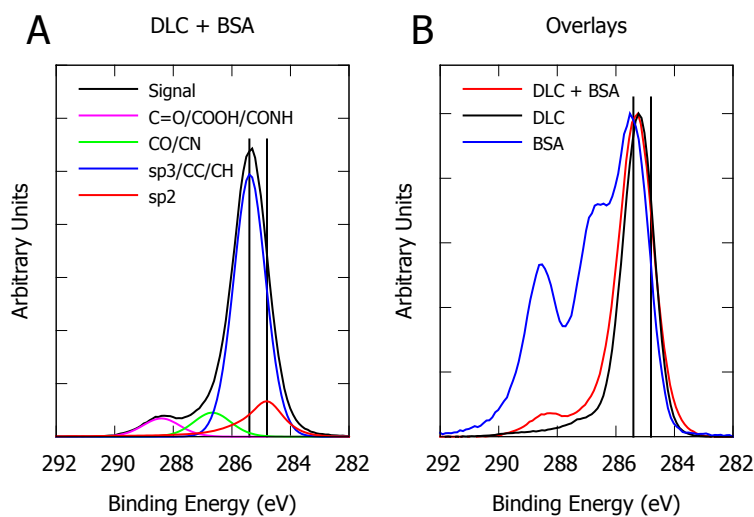 A
DLC + BSA
Signal
C=O/COOH/CONH
CO/CN
sp3/CC/CH
sp2
Arbitrary Units
292 290 288 286 284 282
Binding Energy (eV)
B
Overlays
DLC + BSA
DLC
BSA
Arbitrary Units
292 290 288 286 284 282
Binding Energy (eV)